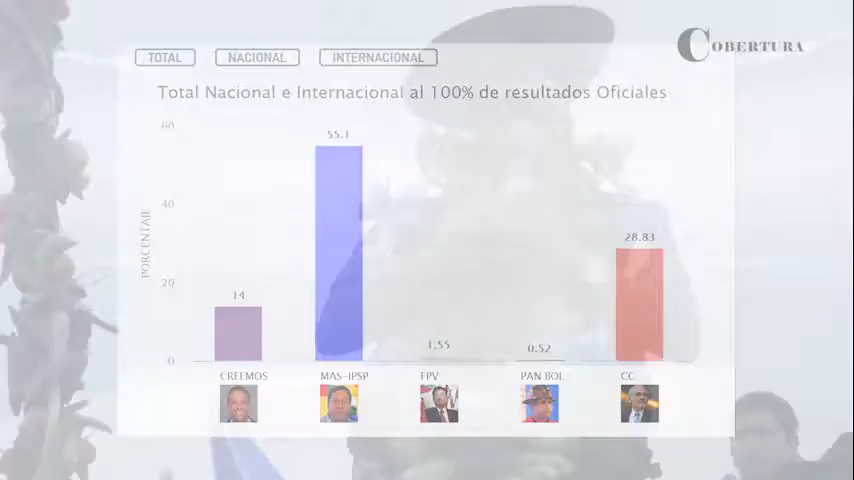 COBERTURA
TOTAL NACIONAL INTERNACIONAL
Total Nacional e Internacional al 100% de resultados Oficiales
PORCENTAJE
60
40
20
0
14
55.1
1.55
0.52
28.83
CREEMOS
MAS-IPSP
FPV
PAN BOL
CC